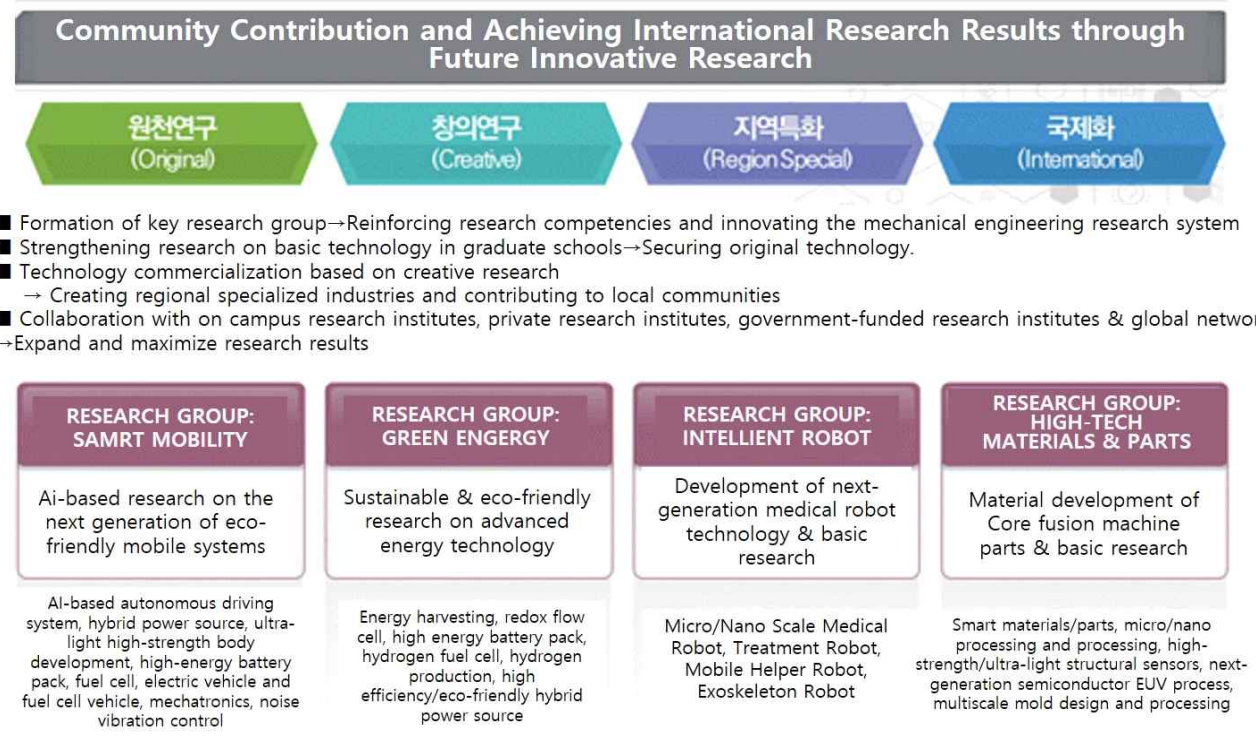 Community Contribution and Achieving International Research Results through
Future Innovative Research
원천연구
(Original)
창의연구
(Creative)
지역특화
(Region Special)
국제화
(International)
■ Formation of key research group→Reinforcing research competencies and innovating the mechanical engineering research system
■ Strengthening research on basic technology in graduate schools→Securing original technology.
■ Technology commercialization based on creative research
→ Creating regional specialized industries and contributing to local communities
■ Collaboration with on campus research institutes, private research institutes, government-funded research institutes & global networ
→Expand and maximize research results
RESEARCH GROUP:
SAMRT MOBILITY
Ai-based research on the
next generation of eco-
friendly mobile systems
AI-based autonomous driving
system, hybrid power source, ultra-
light high-strength body
development, high-energy battery
pack, fuel cell, electric vehicle and
fuel cell vehicle, mechatronics, noise
vibration control
RESEARCH GROUP:
GREEN ENGERGY
Sustainable & eco-friendly
research on advanced
energy technology
Energy harvesting, redox flow
cell, high energy battery pack,
hydrogen fuel cell, hydrogen
production, high
efficiency/eco-friendly hybrid
power source
RESEARCH GROUP:
INTELLIENT ROBOT
Development of next-
generation medical robot
technology & basic
research
Micro/Nano Scale Medical
Robot, Treatment Robot,
Mobile Helper Robot,
Exoskeleton Robot
RESEARCH GROUP:
HIGH-TECH
MATERIALS & PARTS
Material development of
Core fusion machine
parts & basic research
Smart materials/parts, micro/nano
processing and processing, high-
strength/ultra-light structural sensors, next-
generation semiconductor EUV process,
multiscale mold design and processing